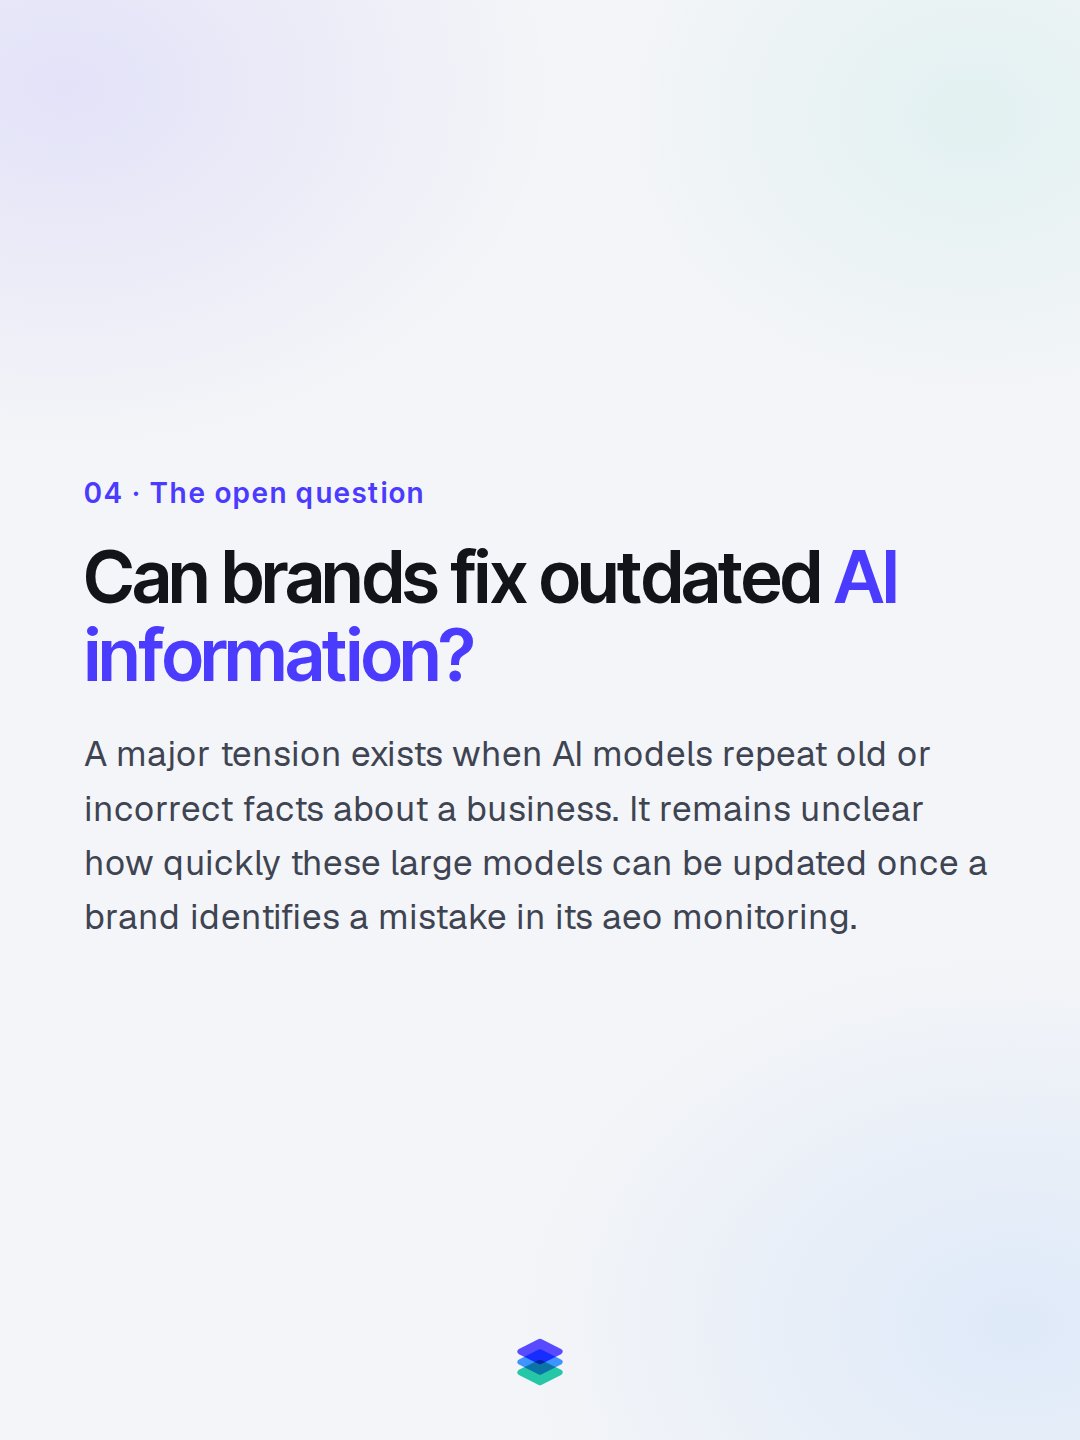 04 · The open question
Can brands fix outdated AI
information?
A major tension exists when AI models repeat old or
incorrect facts about a business. It remains unclear
how quickly these large models can be updated once a
brand identifies a mistake in its aeo monitoring.